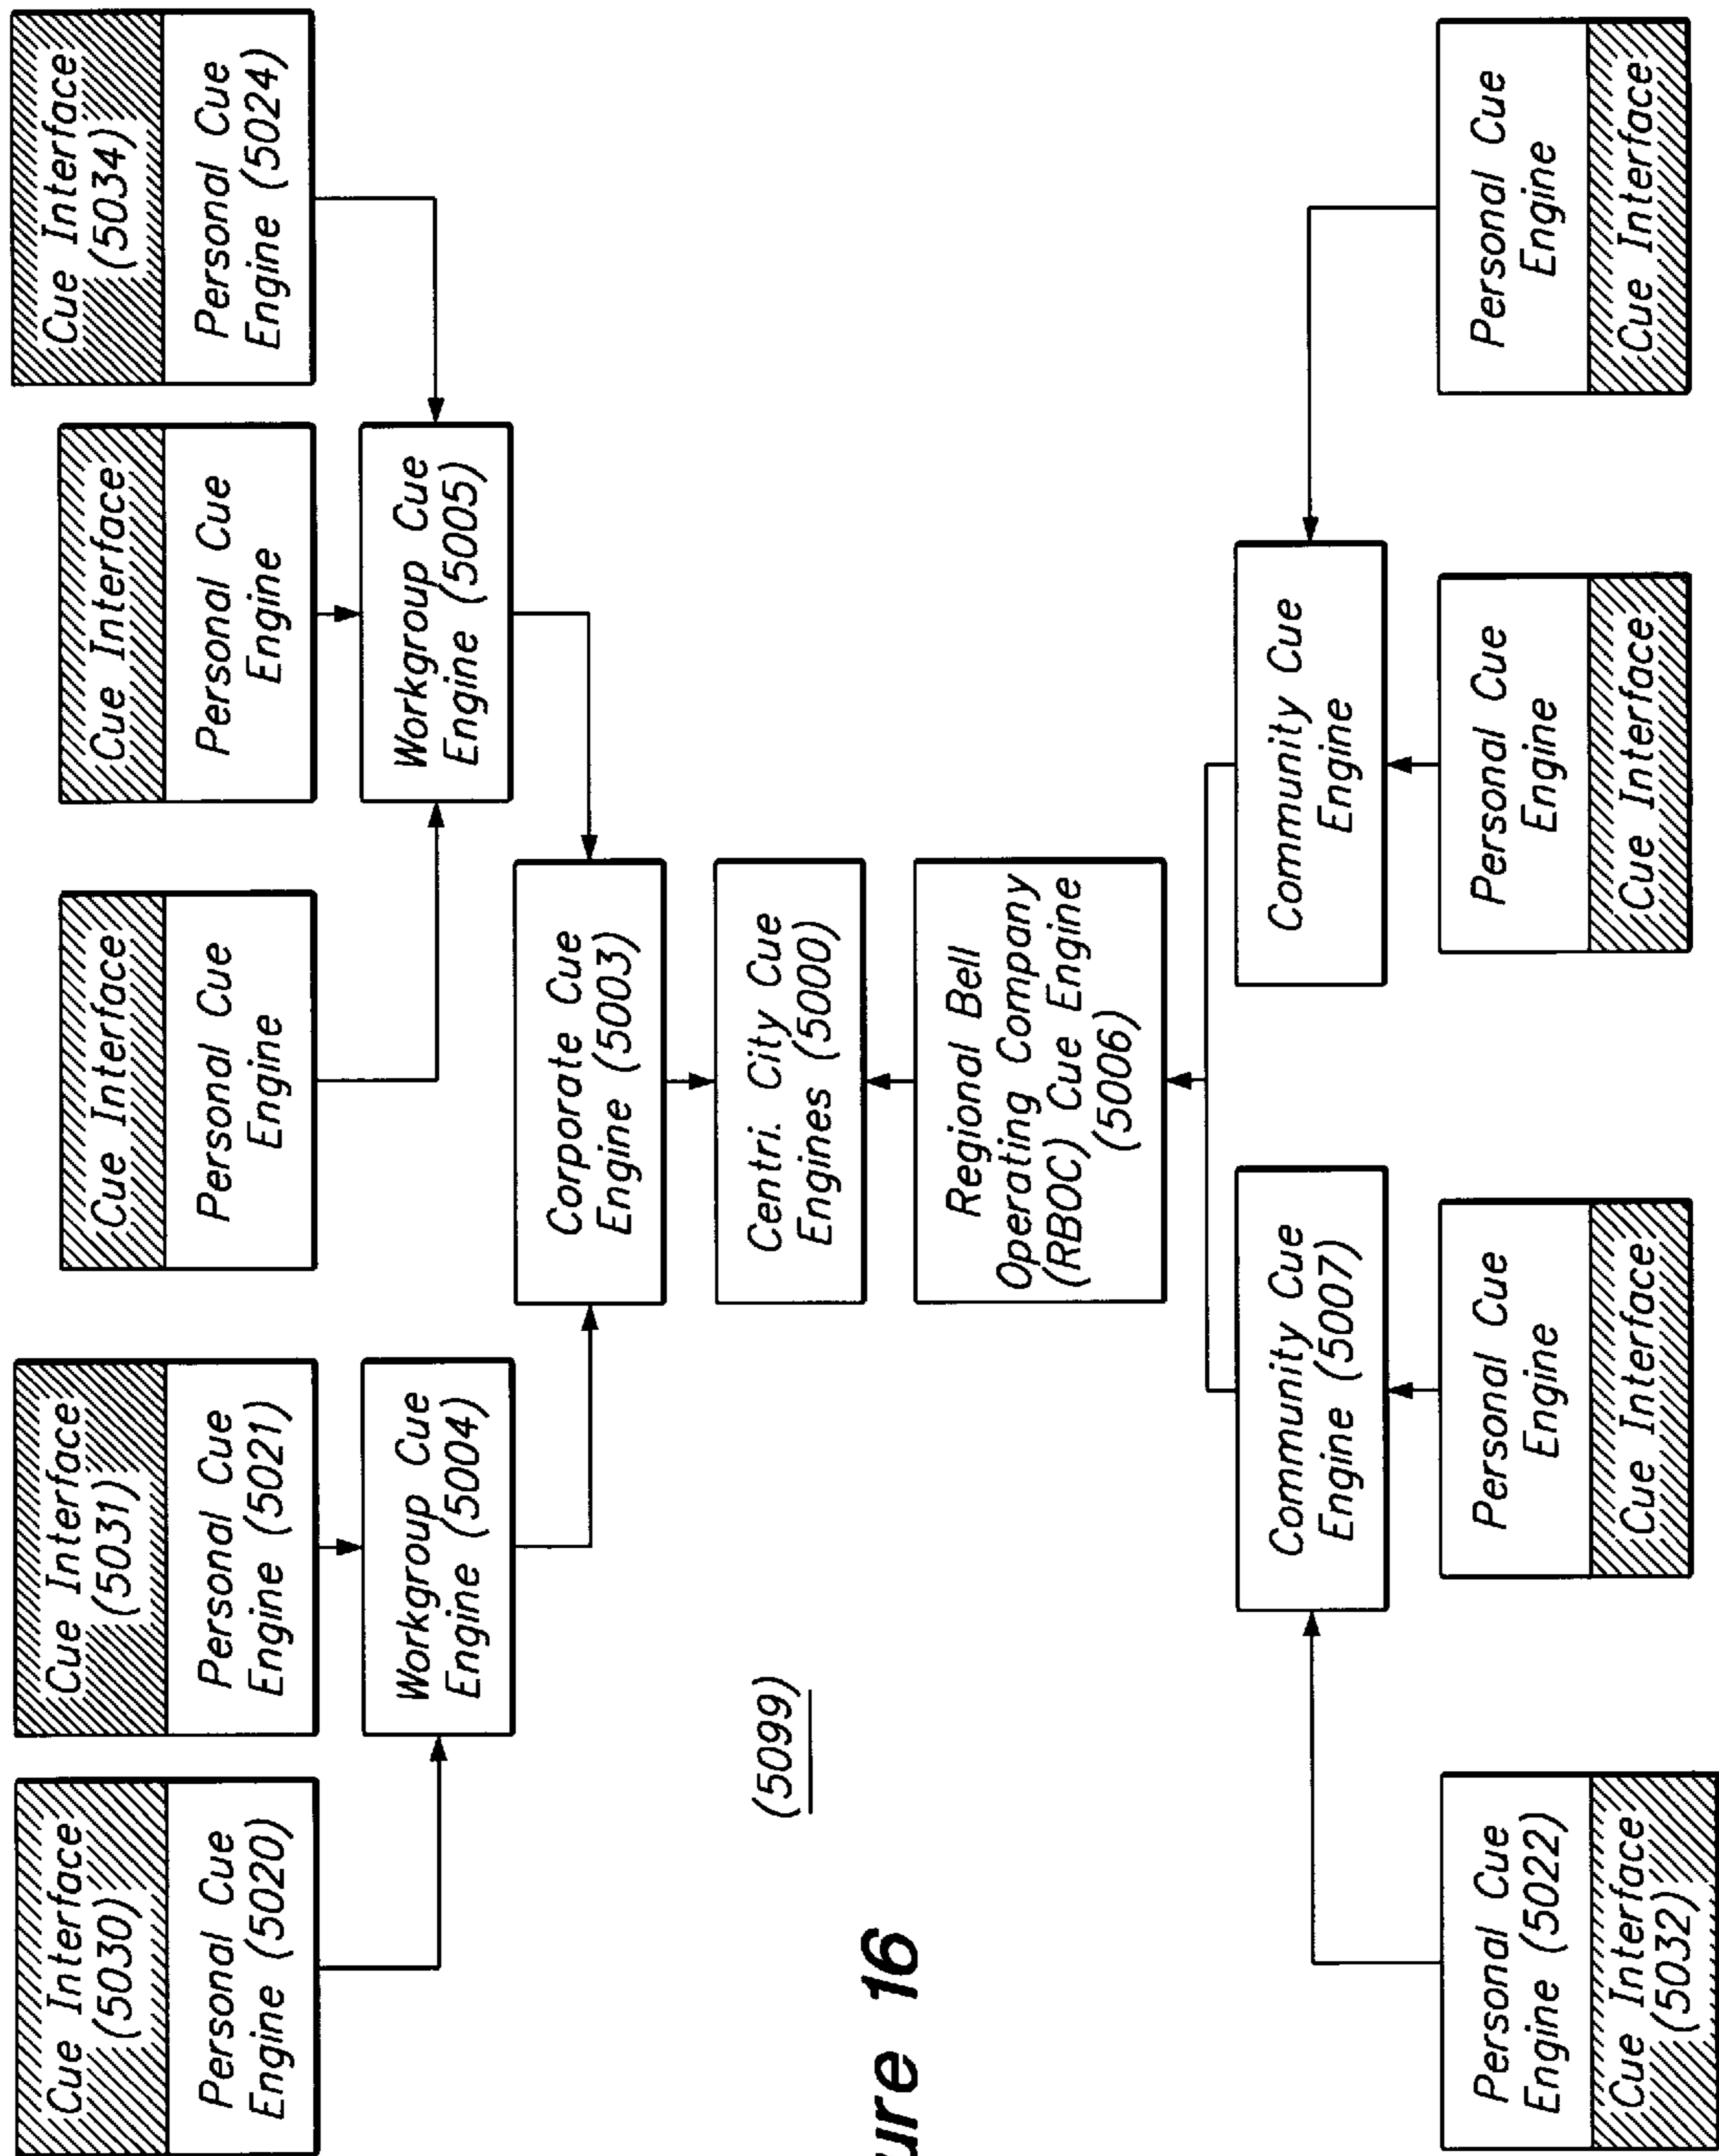 Cue Interface
(5030)
Personal Cue
Engine (5020)
Cue Interface
(5031)
Personal Cue
Engine (5021)
Cue Interface
Personal Cue
Engine
Cue Interface
Personal Cue
Engine
Cue Interface
(5034)
Personal Cue
Engine (5024)
Workgroup Cue
Engine (5004)
Workgroup Cue
Engine (5005)
Corporate Cue
Engine (5003)
Centri. City Cue
Engines (5000)
(5099)
ure 16
Regional Bell
Operating Company
(RBOC) Cue Engine
(5006)
Community Cue
Engine (5007)
Community Cue
Engine
Personal Cue
Engine (5022)
Cue Interface
(5032)
Personal Cue
Engine
Cue Interface
Personal Cue
Engine
Cue Interface
Personal Cue
Engine
Cue Interface